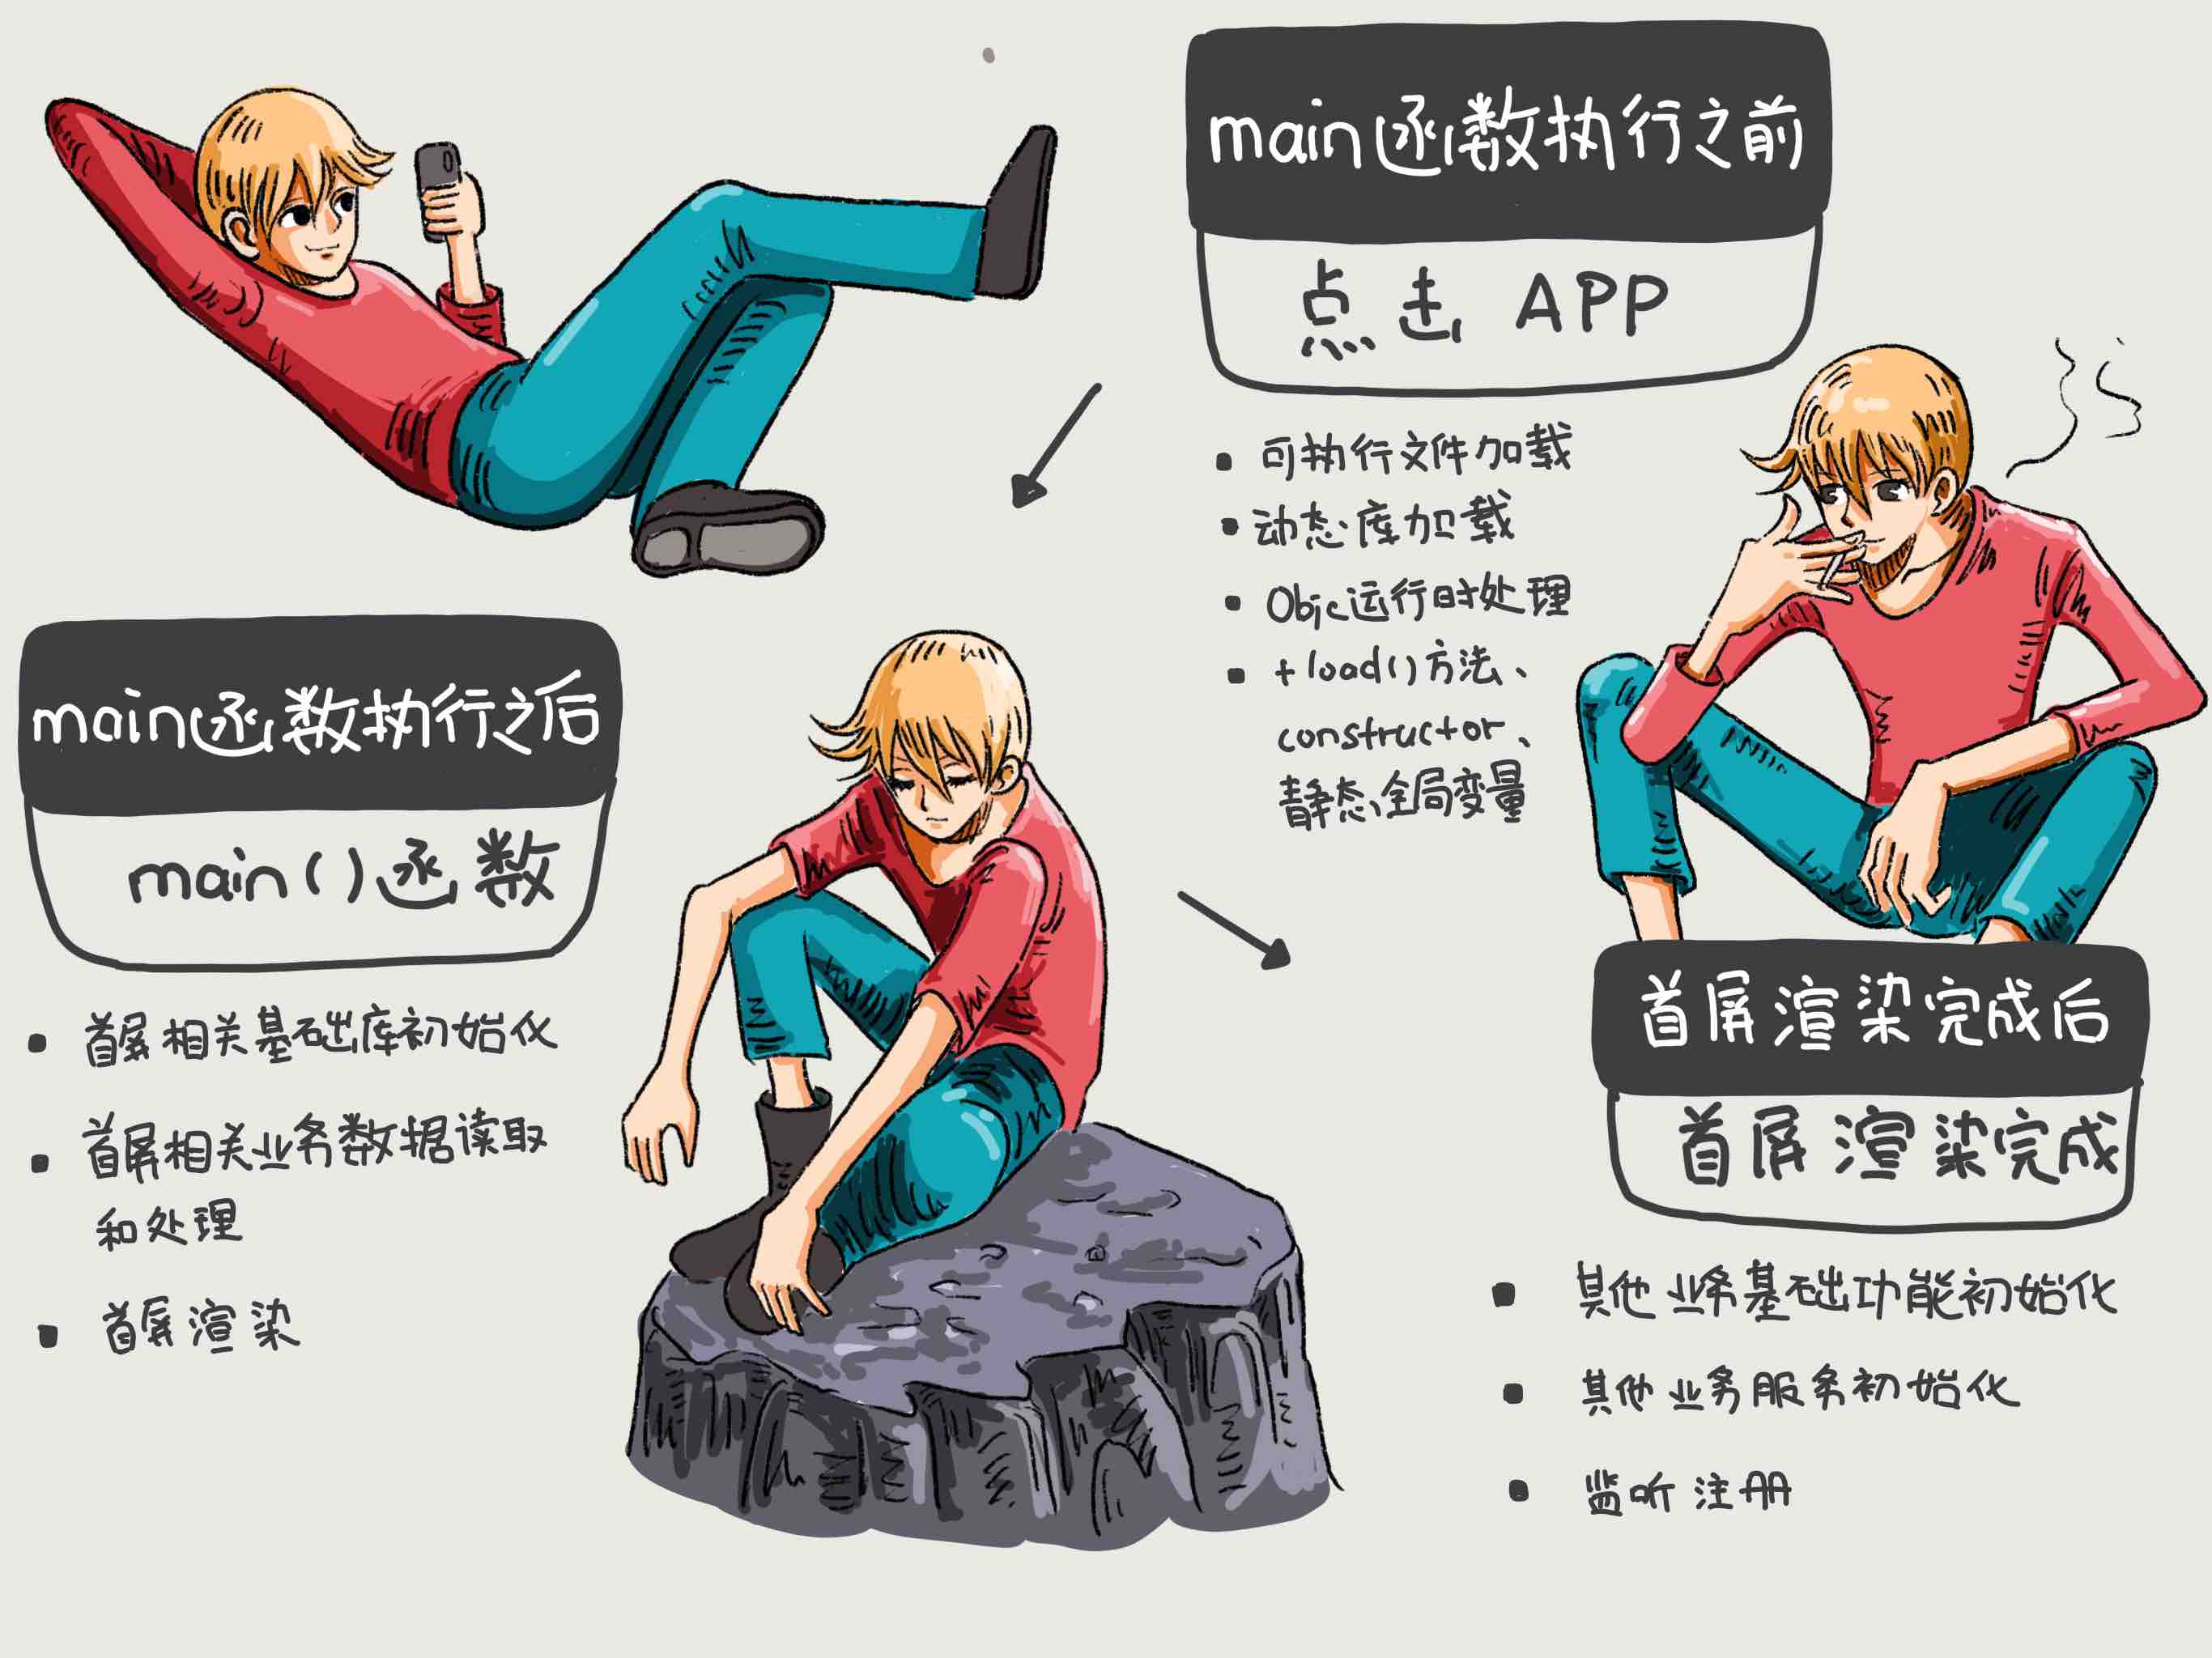 main函数执行之前
点击 APP
▪ 可执行文件加载
▪ 动态库加载
▪ Objc运行时处理
▪ +load()方法、
constructor、
静态全局变量
main函数执行之后
main()函数
▪ 首屏相关基础库初始化
▪ 首屏相关业务数据读取
和处理
▪ 首屏渲染
首屏渲染完成后
首屏渲染完成
▪ 其他业务基础功能初始化
▪ 其他业务服务初始化
▪ 监听注册